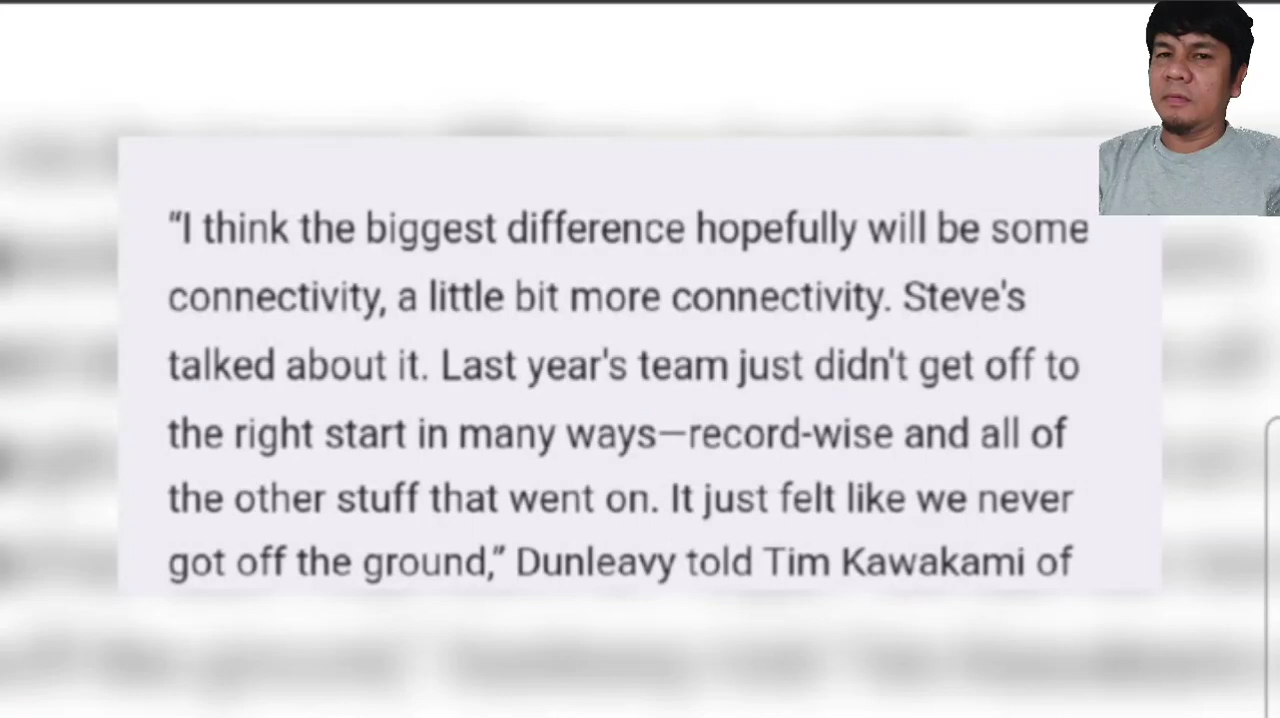 “I think the biggest difference hopefully will be some
connectivity, a little bit more connectivity. Steve's
talked about it. Last year's team just didn't get off to
the right start in many ways—record-wise and all of
the other stuff that went on. It just felt like we never
got off the ground,” Dunleavy told Tim Kawakami of